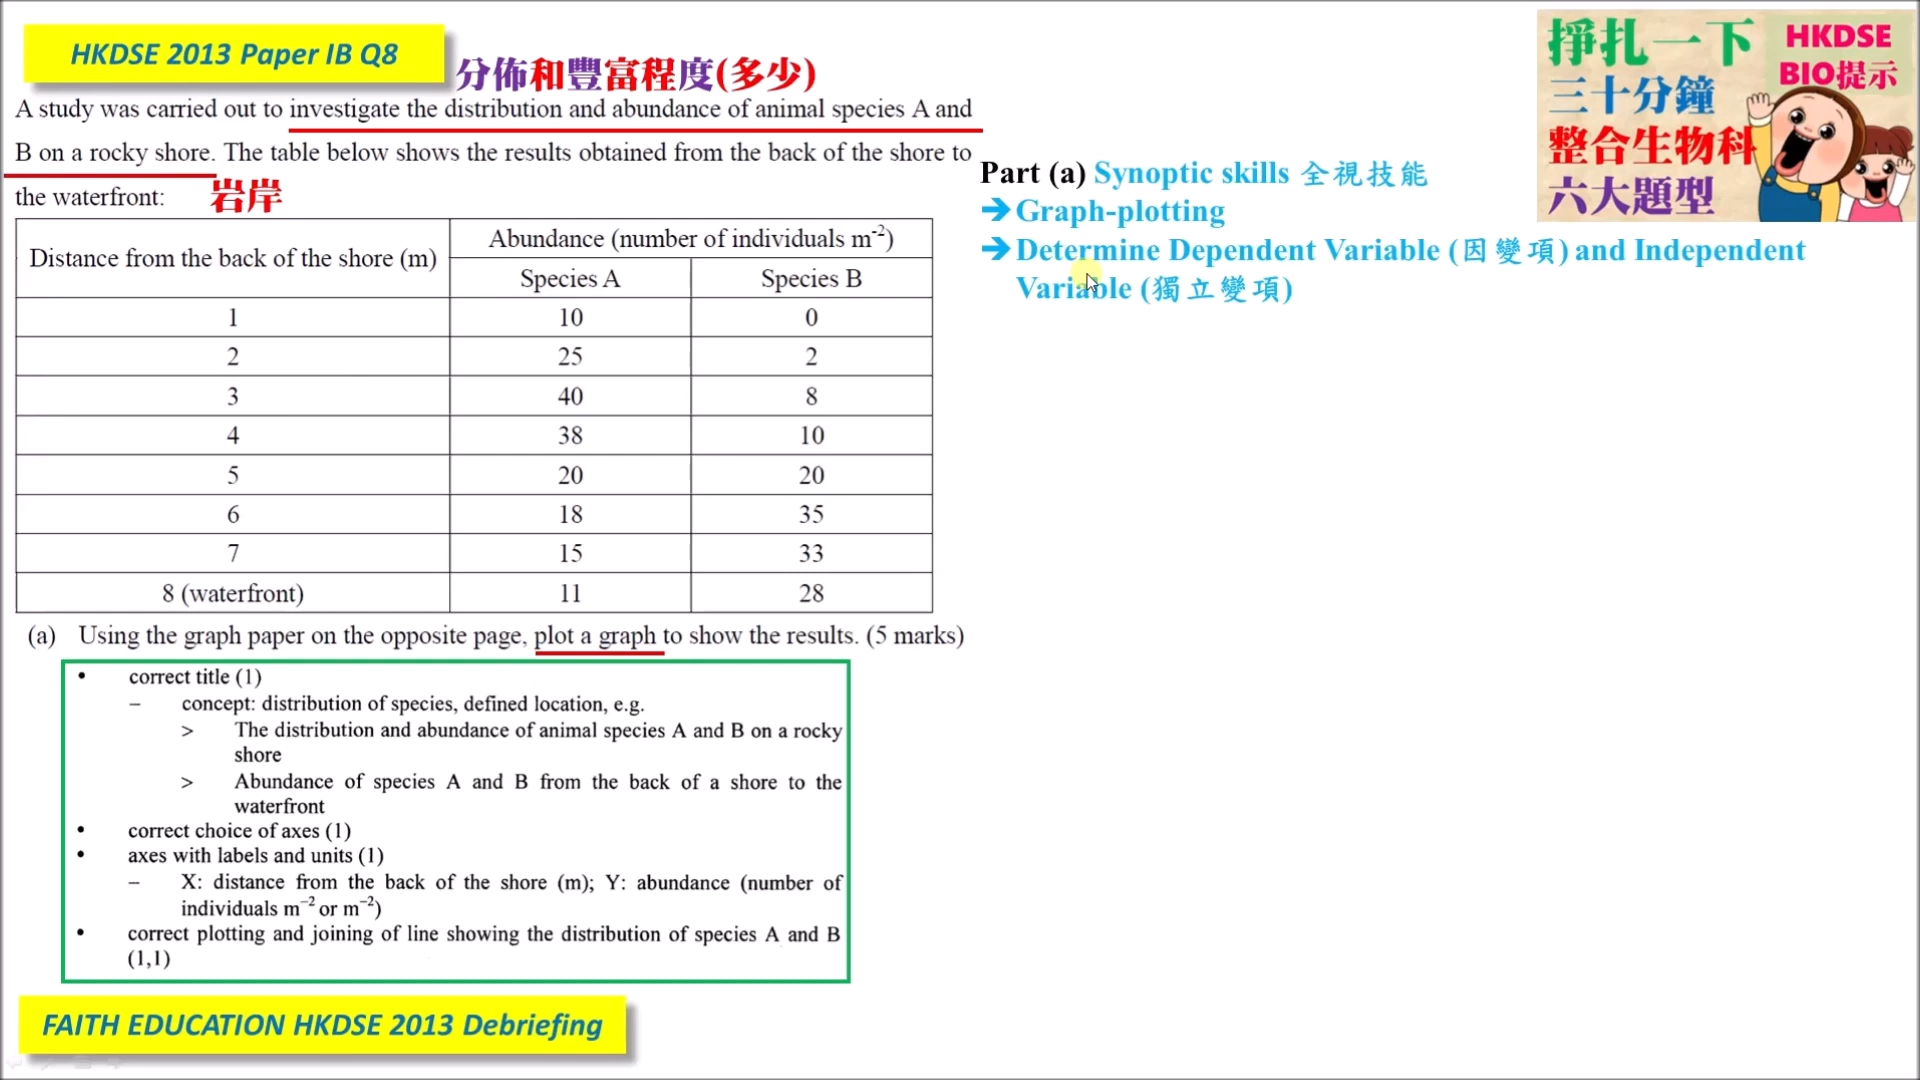 HKDSE 2013 Paper IB Q8
分佈和豐富程度(多少)
A study was carried out to investigate the distribution and abundance of animal species A and
B on a rocky shore. The table below shows the results obtained from the back of the shore to
the waterfront: 岩岸
Distance from the back of the shore (m)
Abundance (number of individuals m⁻²)
Species A Species B
1 10 0
2 25 2
3 40 8
4 38 10
5 20 20
6 18 35
7 15 33
8 (waterfront) 11 28
(a) Using the graph paper on the opposite page, plot a graph to show the results. (5 marks)
• correct title (1)
– concept: distribution of species, defined location, e.g.
> The distribution and abundance of animal species A and B on a rocky
shore
> Abundance of species A and B from the back of a shore to the
waterfront
• correct choice of axes (1)
• axes with labels and units (1)
– X: distance from the back of the shore (m); Y: abundance (number of
individuals m⁻² or m⁻²)
• correct plotting and joining of line showing the distribution of species A and B
(1,1)
FAITH EDUCATION HKDSE 2013 Debriefing
Part (a) Synoptic skills 全視技能
➔ Graph-plotting
➔ Determine Dependent Variable (因變項) and Independent
Variable (獨立變項)
掙扎一下
三十分鐘
整合生物科
六大題型
HKDSE
BIO提示